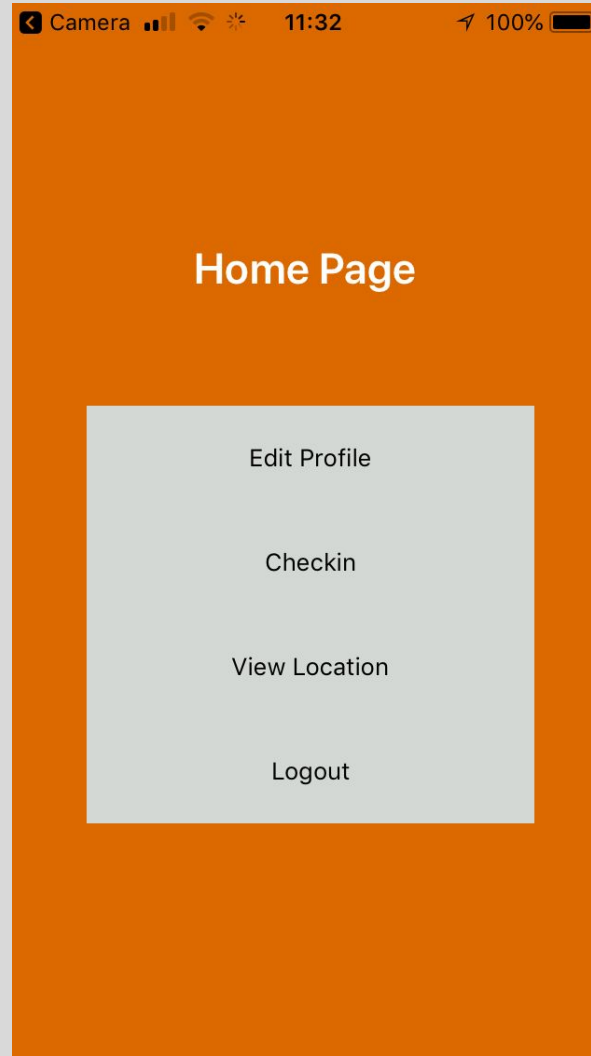 Camera 11:32 100%
Home Page
Edit Profile
Checkin
View Location
Logout